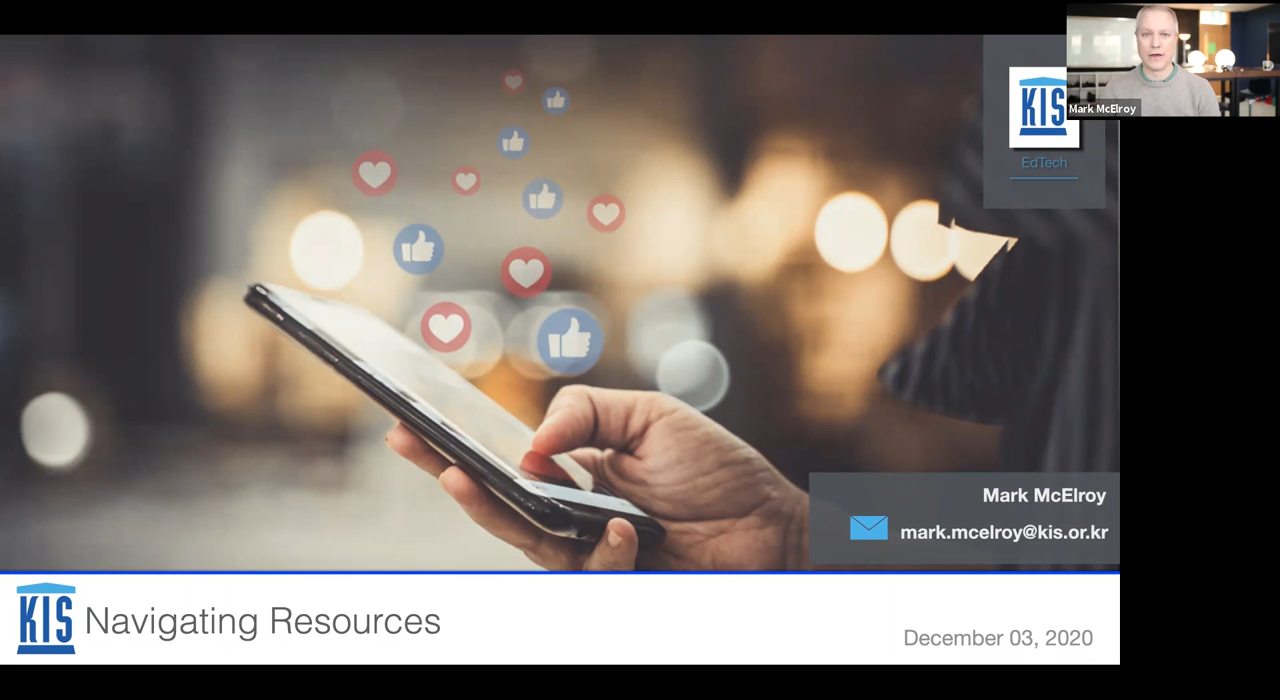 KIS
EdTech
Mark McElroy
Mark McElroy
mark.mcelroy@kis.or.kr
KIS
Navigating Resources
December 03, 2020